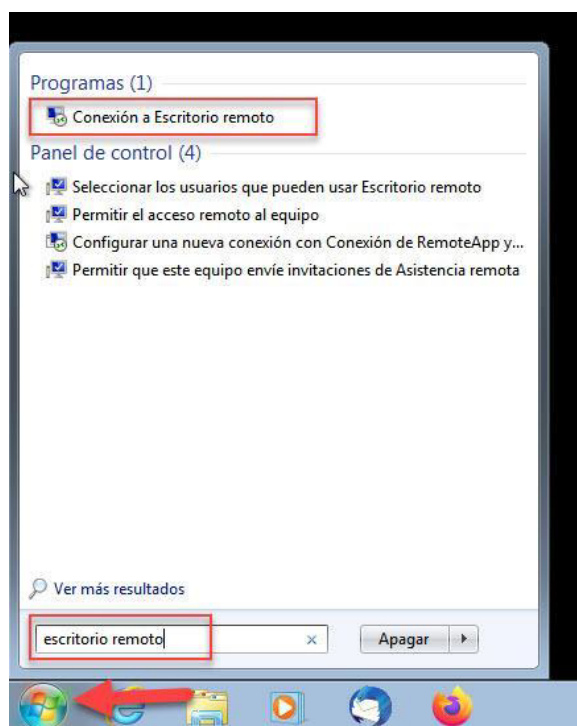 Programas (1)
Conexión a Escritorio remoto
Panel de control (4)
Seleccionar los usuarios que pueden usar Escritorio remoto
Permitir el acceso remoto al equipo
Configurar una nueva conexión con Conexión de RemoteApp y...
Permitir que este equipo envíe invitaciones de Asistencia remota
Ver más resultados
escritorio remoto
Apagar